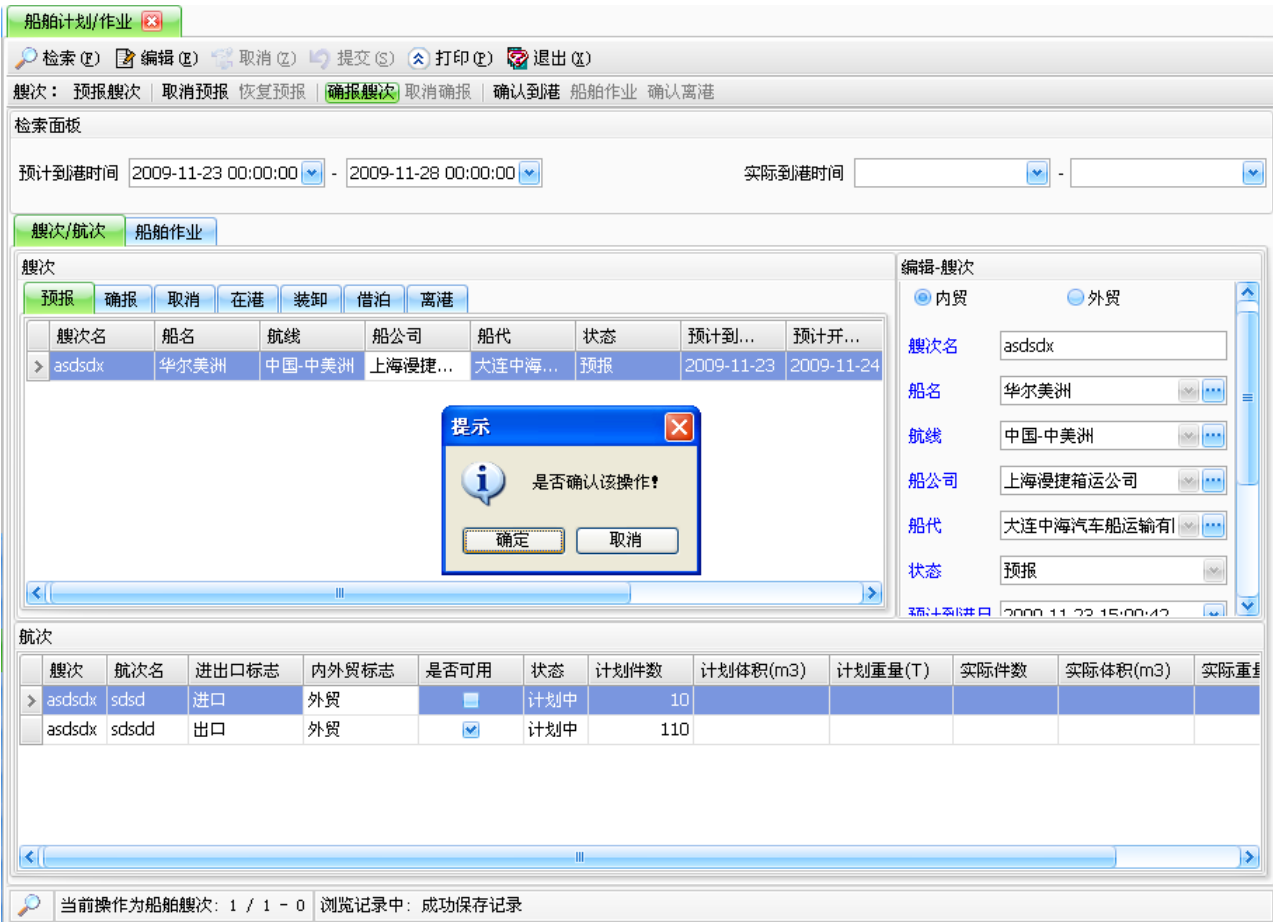 船舶计划/作业
检索(F) 编辑(E) 取消(Z) 提交(S) 打印(P) 退出(X)
艘次： 预报艘次 取消预报 恢复预报 确报艘次 取消确报 确认到港 船舶作业 确认离港
检索面板
预计到港时间 2009-11-23 00:00:00 - 2009-11-28 00:00:00 实际到港时间 -
艘次/航次 船舶作业
艘次
预报 确报 取消 在港 装卸 借泊 离港
艘次名 船名 航线 船公司 船代 状态 预计到... 预计开...
asdsdx 华尔美洲 中国-中美洲 上海漫捷... 大连中海... 预报 2009-11-23 2009-11-24
提示
是否确认该操作!
确定 取消
编辑-艘次
内贸 外贸
艘次名 asdsdx
船名 华尔美洲
航线 中国-中美洲
船公司 上海漫捷箱运公司
船代 大连中海汽车船运输有
状态 预报
预计到港日 2009-11-23 15:00:42
航次
艘次 航次名 进出口标志 内外贸标志 是否可用 状态 计划件数 计划体积(m3) 计划重量(T) 实际件数 实际体积(m3) 实际重量
asdsdx sdsd 进口 外贸 计划中 10
asdsdx sdsdd 出口 外贸 计划中 110
当前操作为船舶艘次: 1 / 1 - 0 浏览记录中: 成功保存记录